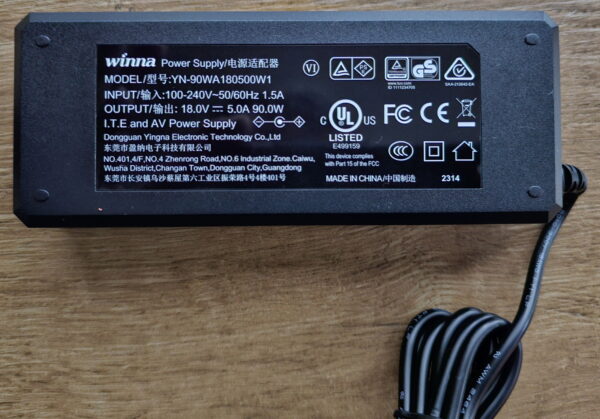 winna Power Supply/电源适配器
MODEL/型号:YN-90WA180500W1
INPUT/输入:100-240V~50/60Hz 1.5A
OUTPUT/输出: 18.0V⎓ 5.0A 90.0W
I.T.E and AV Power Supply
Dongguan Yingna Electronic Technology Co.,Ltd
东莞市盈纳电子科技有限公司
NO.401,4/F,NO.4 Zhenrong Road,NO.6 Industrial Zone.Caiwu,
Wusha District,Changan Town,Dongguan City,Guangdong
东莞市长安镇乌沙蔡屋第六工业区振荣路4号4楼401号
VI
GS
c UL US
LISTED
E499159
This device compiles
with Part 15 of the FCC
FC CE
CCC
MADE IN CHINA/中国制造
2314
AWM